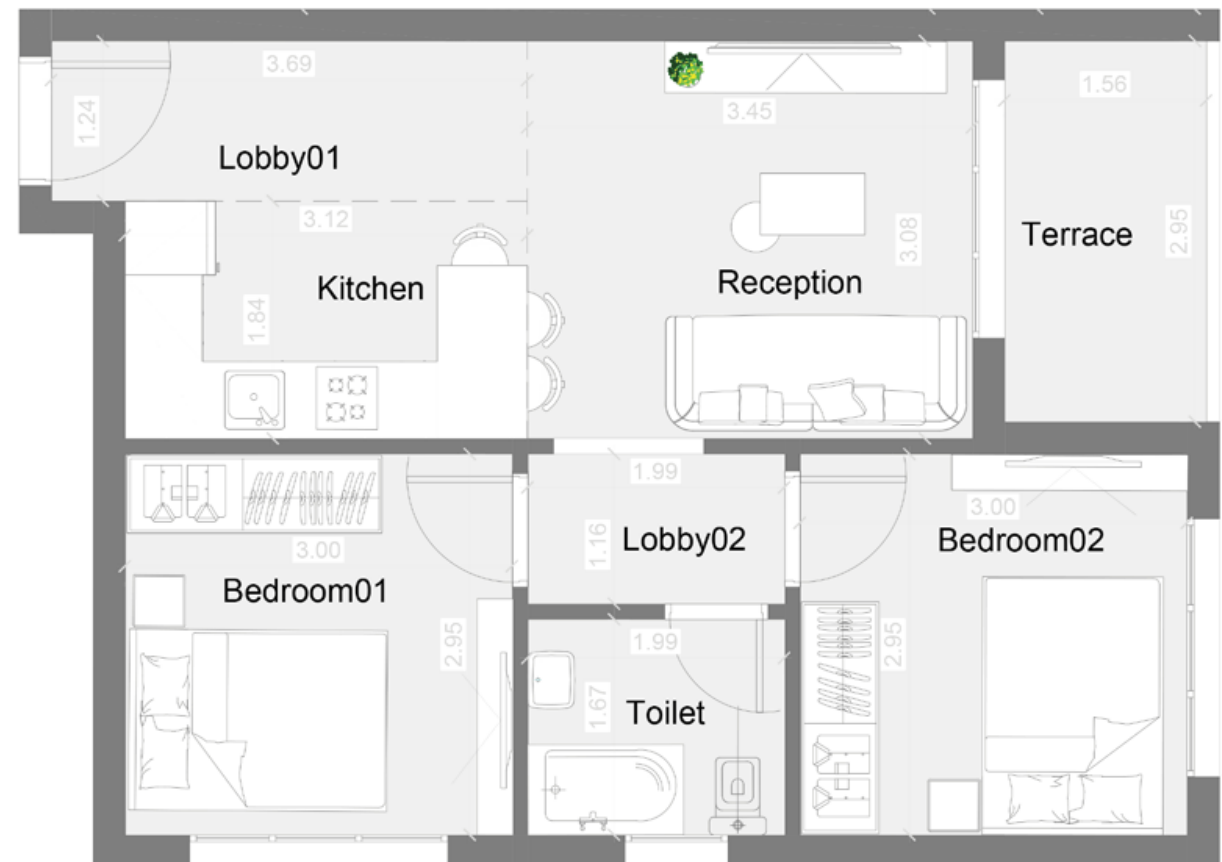 3.69
1.24
Lobby01
3.45
1.56
3.12
Kitchen
1.84
Reception
3.08
Terrace
2.95
1.99
1.16
Lobby02
3.00
Bedroom01
2.95
3.00
Bedroom02
2.95
1.99
1.67
Toilet